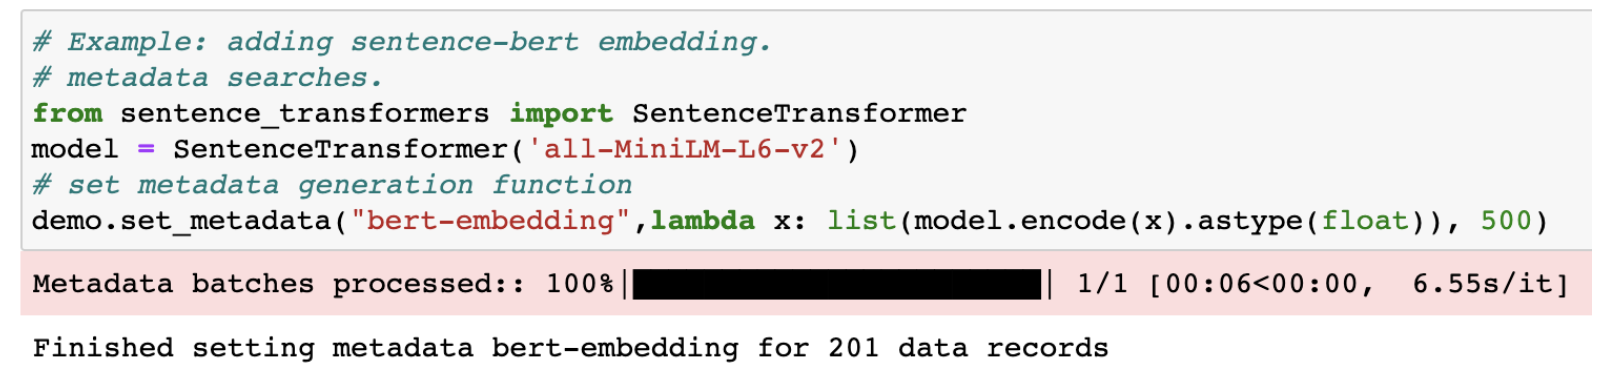 # Example: adding sentence-bert embedding.
# metadata searches.
from sentence_transformers import SentenceTransformer
model = SentenceTransformer('all-MiniLM-L6-v2')
# set metadata generation function
demo.set_metadata("bert-embedding",lambda x: list(model.encode(x).astype(float)), 500)
Metadata batches processed:: 100%|██████████| 1/1 [00:06<00:00,  6.55s/it]
Finished setting metadata bert-embedding for 201 data records